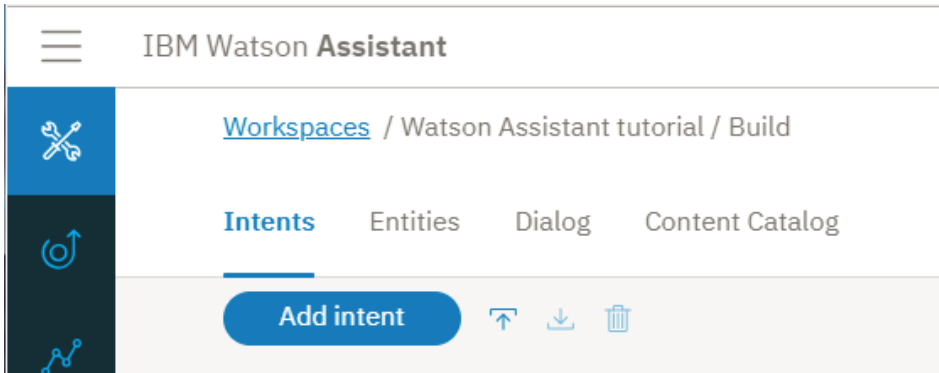 IBM Watson Assistant
Workspaces / Watson Assistant tutorial / Build
Intents Entities Dialog Content Catalog
Add intent